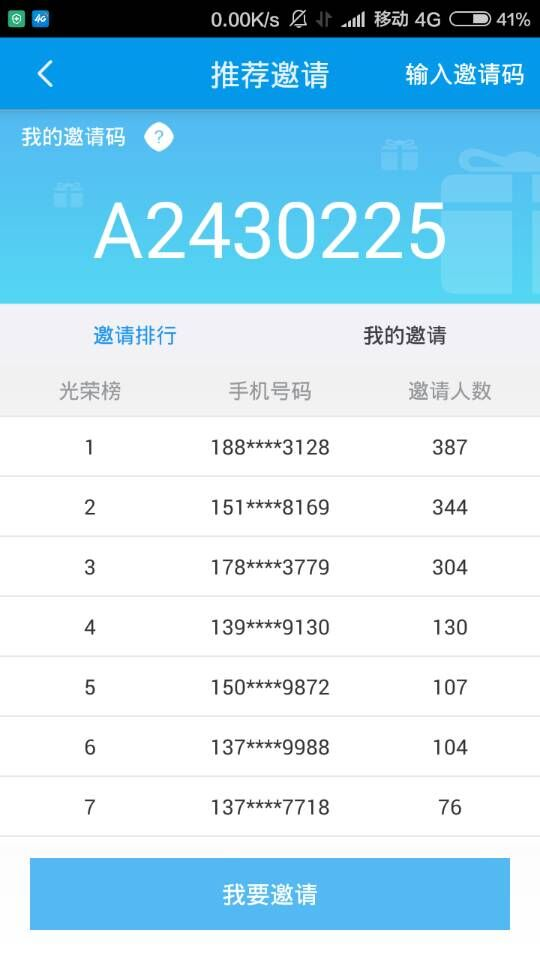 0.00K/s 移动 4G 41%
推荐邀请 输入邀请码
我的邀请码 ?
A2430225
邀请排行 我的邀请
光荣榜 手机号码 邀请人数
1 188****3128 387
2 151****8169 344
3 178****3779 304
4 139****9130 130
5 150****9872 107
6 137****9988 104
7 137****7718 76
我要邀请